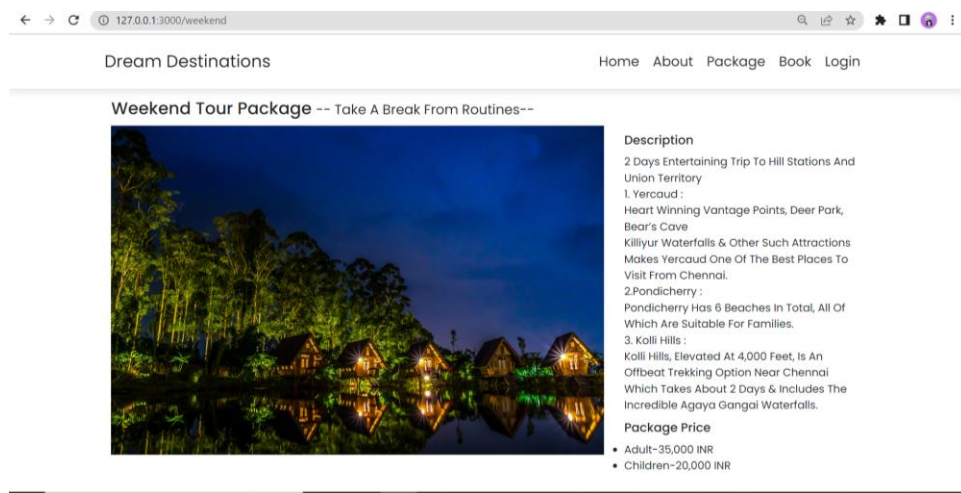 127.0.0.1:3000/weekend
Dream Destinations
Home About Package Book Login
Weekend Tour Package -- Take A Break From Routines--
Description
2 Days Entertaining Trip To Hill Stations And
Union Territory
1. Yercaud :
Heart Winning Vantage Points, Deer Park,
Bear's Cave
Killiyur Waterfalls & Other Such Attractions
Makes Yercaud One Of The Best Places To
Visit From Chennai.
2.Pondicherry :
Pondicherry Has 6 Beaches In Total, All Of
Which Are Suitable For Families.
3. Kolli Hills :
Kolli Hills, Elevated At 4,000 Feet, Is An
Offbeat Trekking Option Near Chennai
Which Takes About 2 Days & Includes The
Incredible Agaya Gangai Waterfalls.
Package Price
• Adult-35,000 INR
• Children-20,000 INR